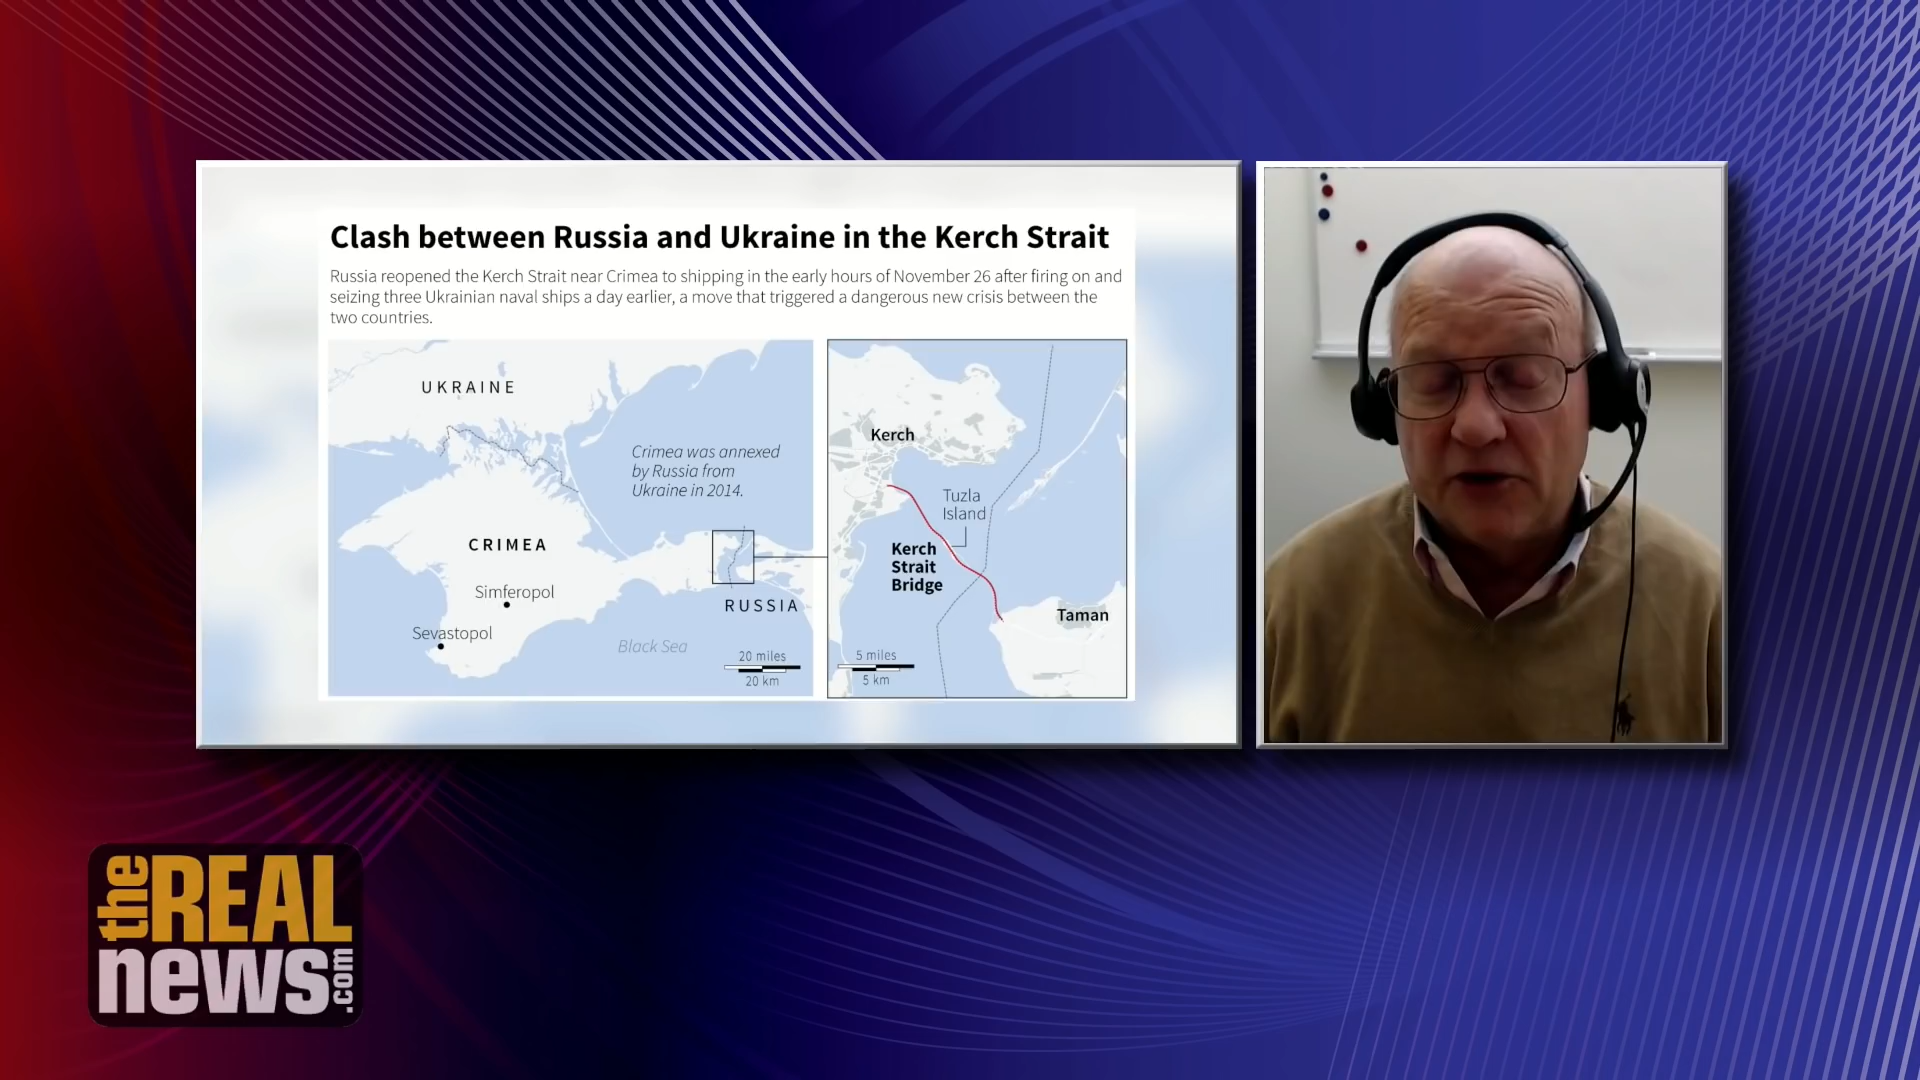 Clash between Russia and Ukraine in the Kerch Strait
Russia reopened the Kerch Strait near Crimea to shipping in the early hours of November 26 after firing on and
seizing three Ukrainian naval ships a day earlier, a move that triggered a dangerous new crisis between the
two countries.
UKRAINE
Crimea was annexed
by Russia from
Ukraine in 2014.
CRIMEA
Simferopol
Sevastopol
RUSSIA
Black Sea
20 miles
20 km
Kerch
Tuzla
Island
Kerch
Strait
Bridge
Taman
5 miles
5 km
the REAL
news.com